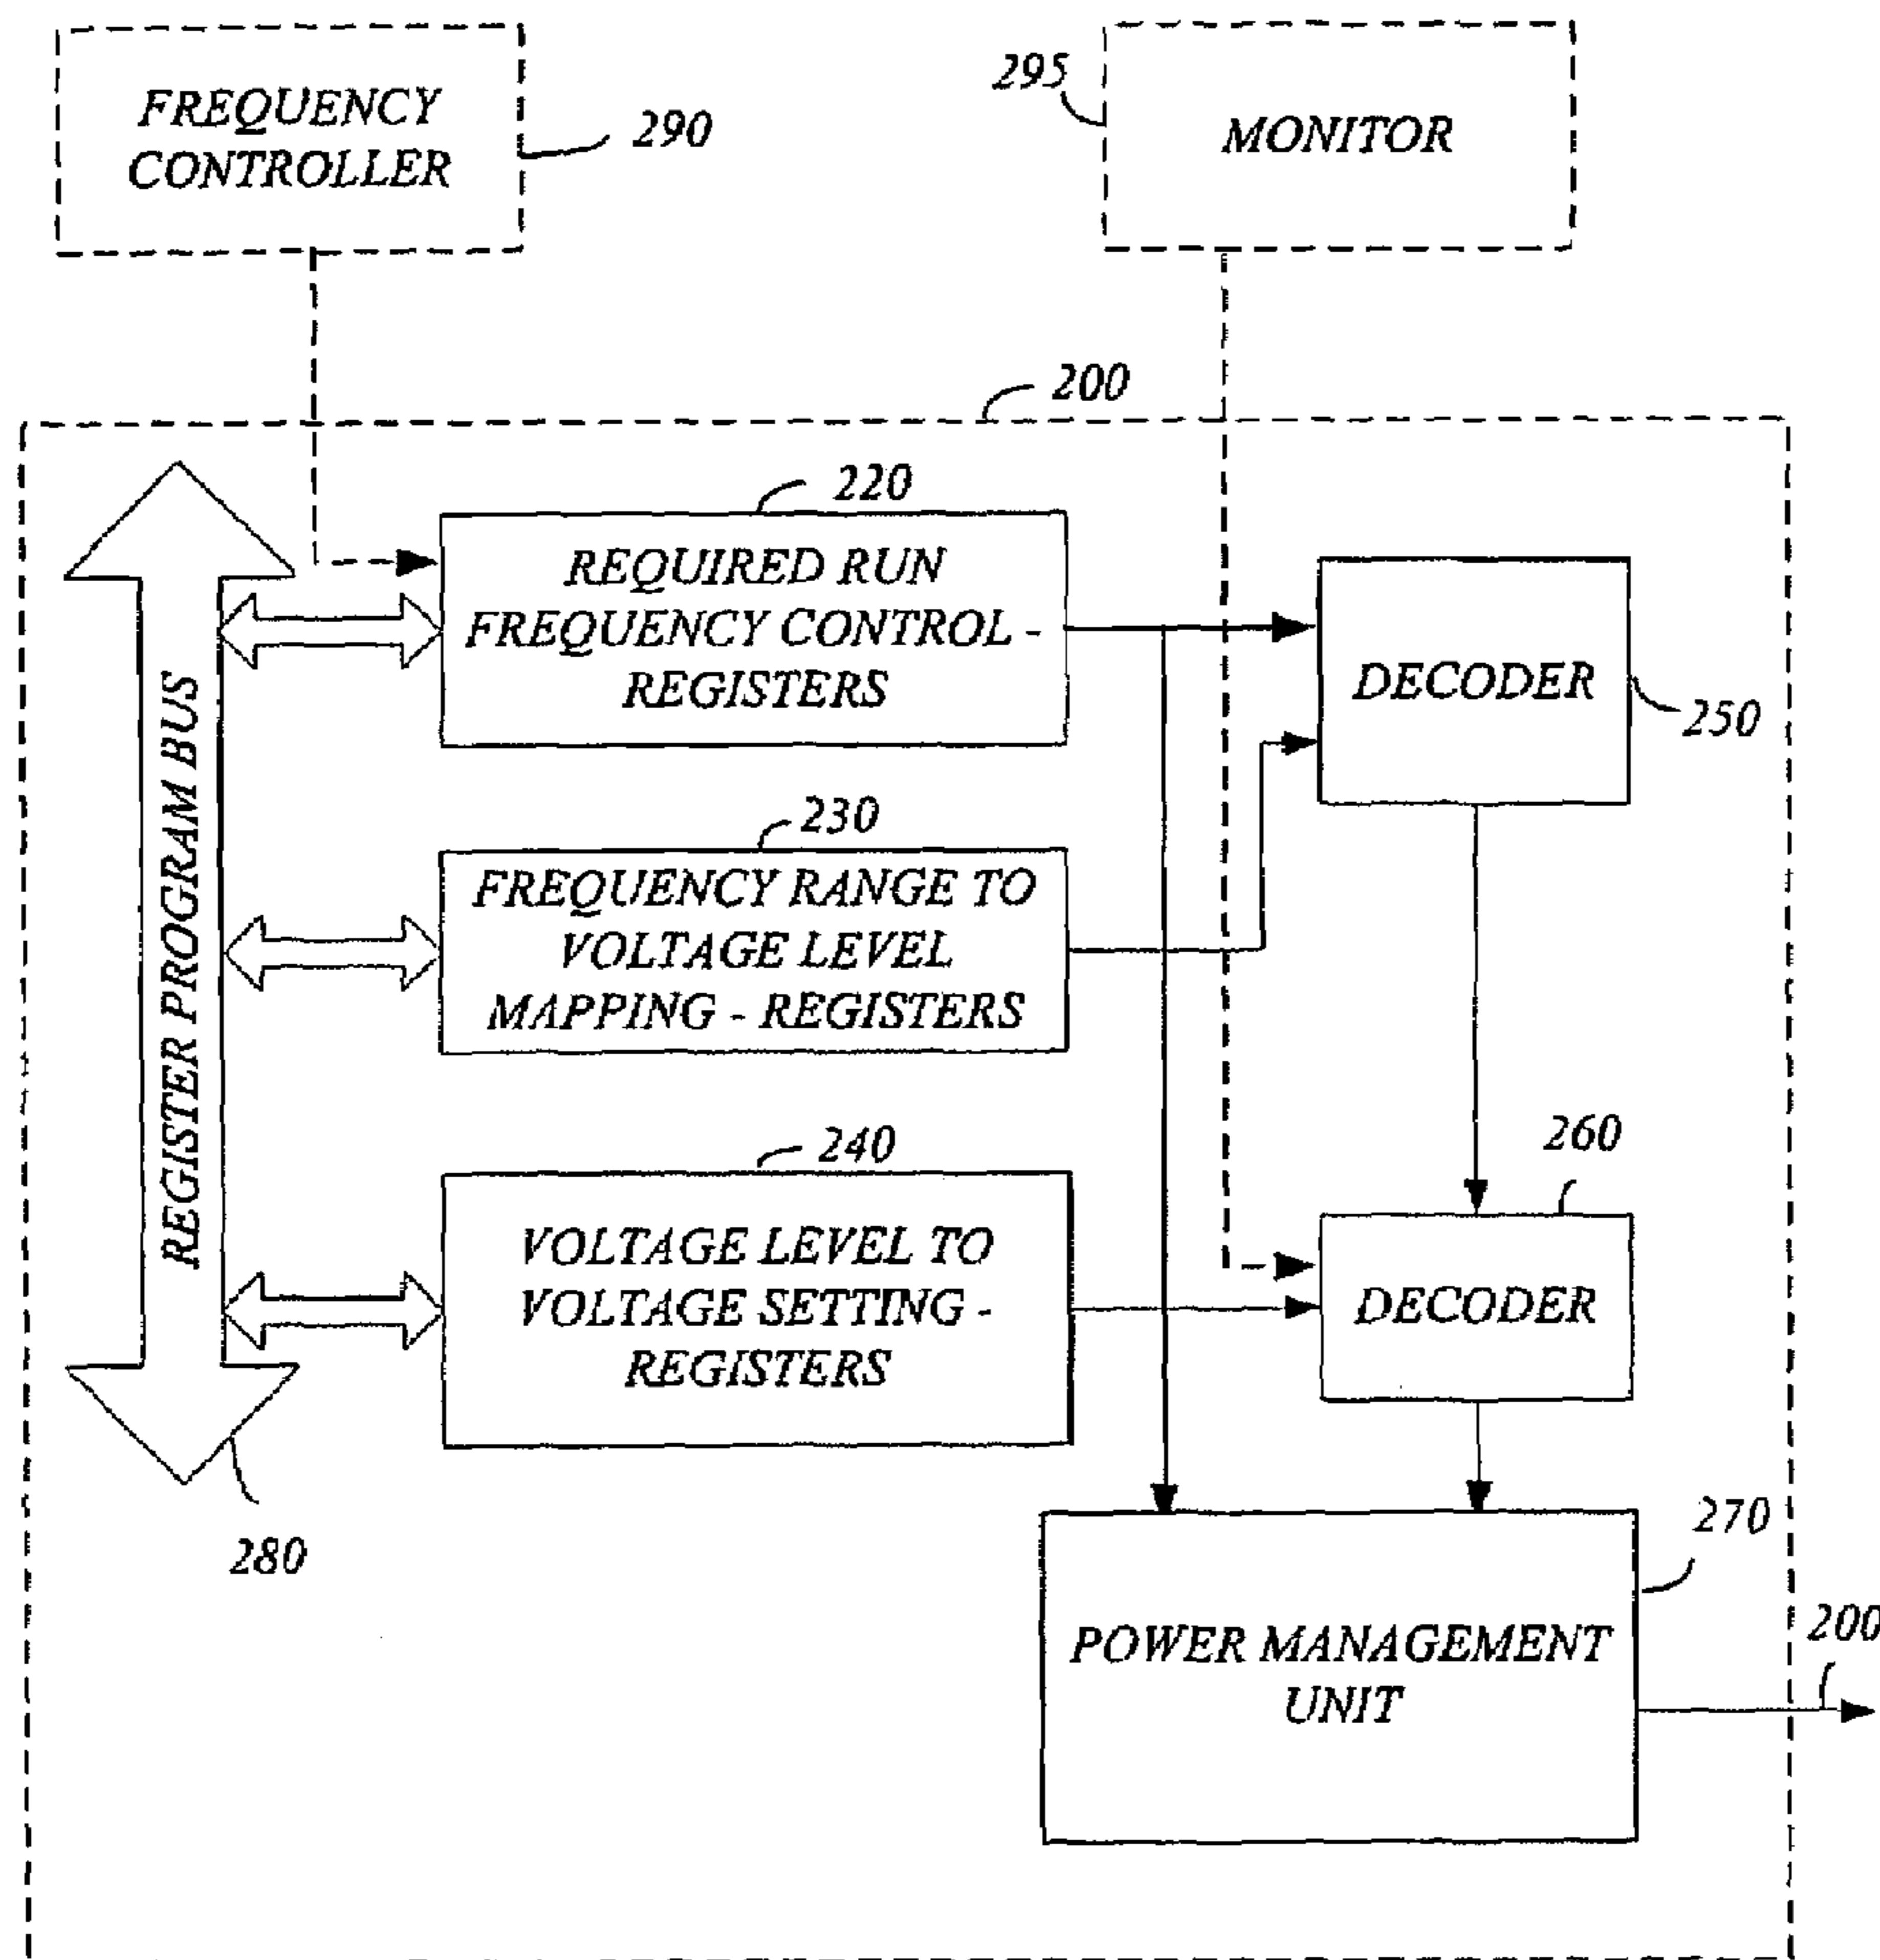 FREQUENCY
CONTROLLER
290
295
MONITOR
200
220
REQUIRED RUN
FREQUENCY CONTROL -
REGISTERS
DECODER
250
REGISTER PROGRAM BUS
230
FREQUENCY RANGE TO
VOLTAGE LEVEL
MAPPING - REGISTERS
240
VOLTAGE LEVEL TO
VOLTAGE SETTING -
REGISTERS
260
DECODER
280
270
POWER MANAGEMENT
UNIT
200